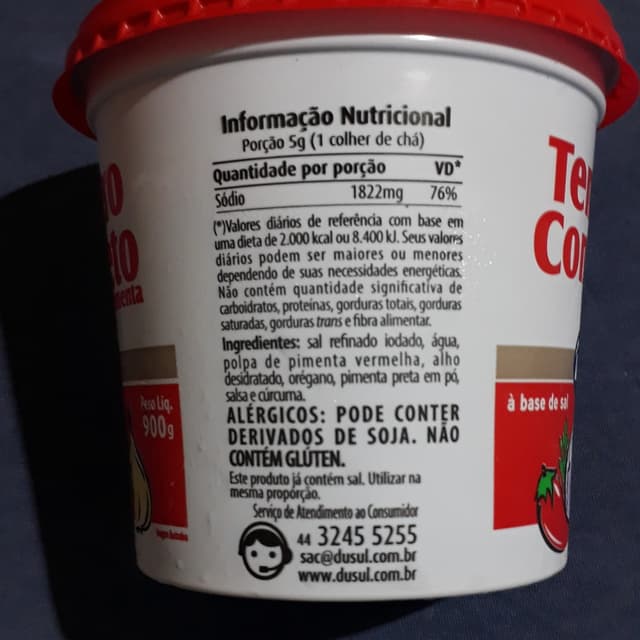 Informação Nutricional
Porção 5g (1 colher de chá)
Quantidade por porção VD*
Sódio 1822mg 76%
(*)Valores diários de referência com base em
uma dieta de 2.000 kcal ou 8.400 kJ. Seus valores
diários podem ser maiores ou menores
dependendo de suas necessidades energéticas.
Não contém quantidade significativa de
carboidratos, proteínas, gorduras totais, gorduras
saturadas, gorduras trans e fibra alimentar.
Ingredientes: sal refinado iodado, água,
polpa de pimenta vermelha, alho
desidratado, orégano, pimenta preta em pó,
salsa e cúrcuma.
ALÉRGICOS: PODE CONTER
DERIVADOS DE SOJA. NÃO
CONTÉM GLÚTEN.
Este produto já contém sal. Utilizar na
mesma proporção.
Serviço de Atendimento ao Consumidor
44 3245 5255
sac@dusul.com.br
www.dusul.com.br
Peso Líq.
900g
Te
Co
à base de sal